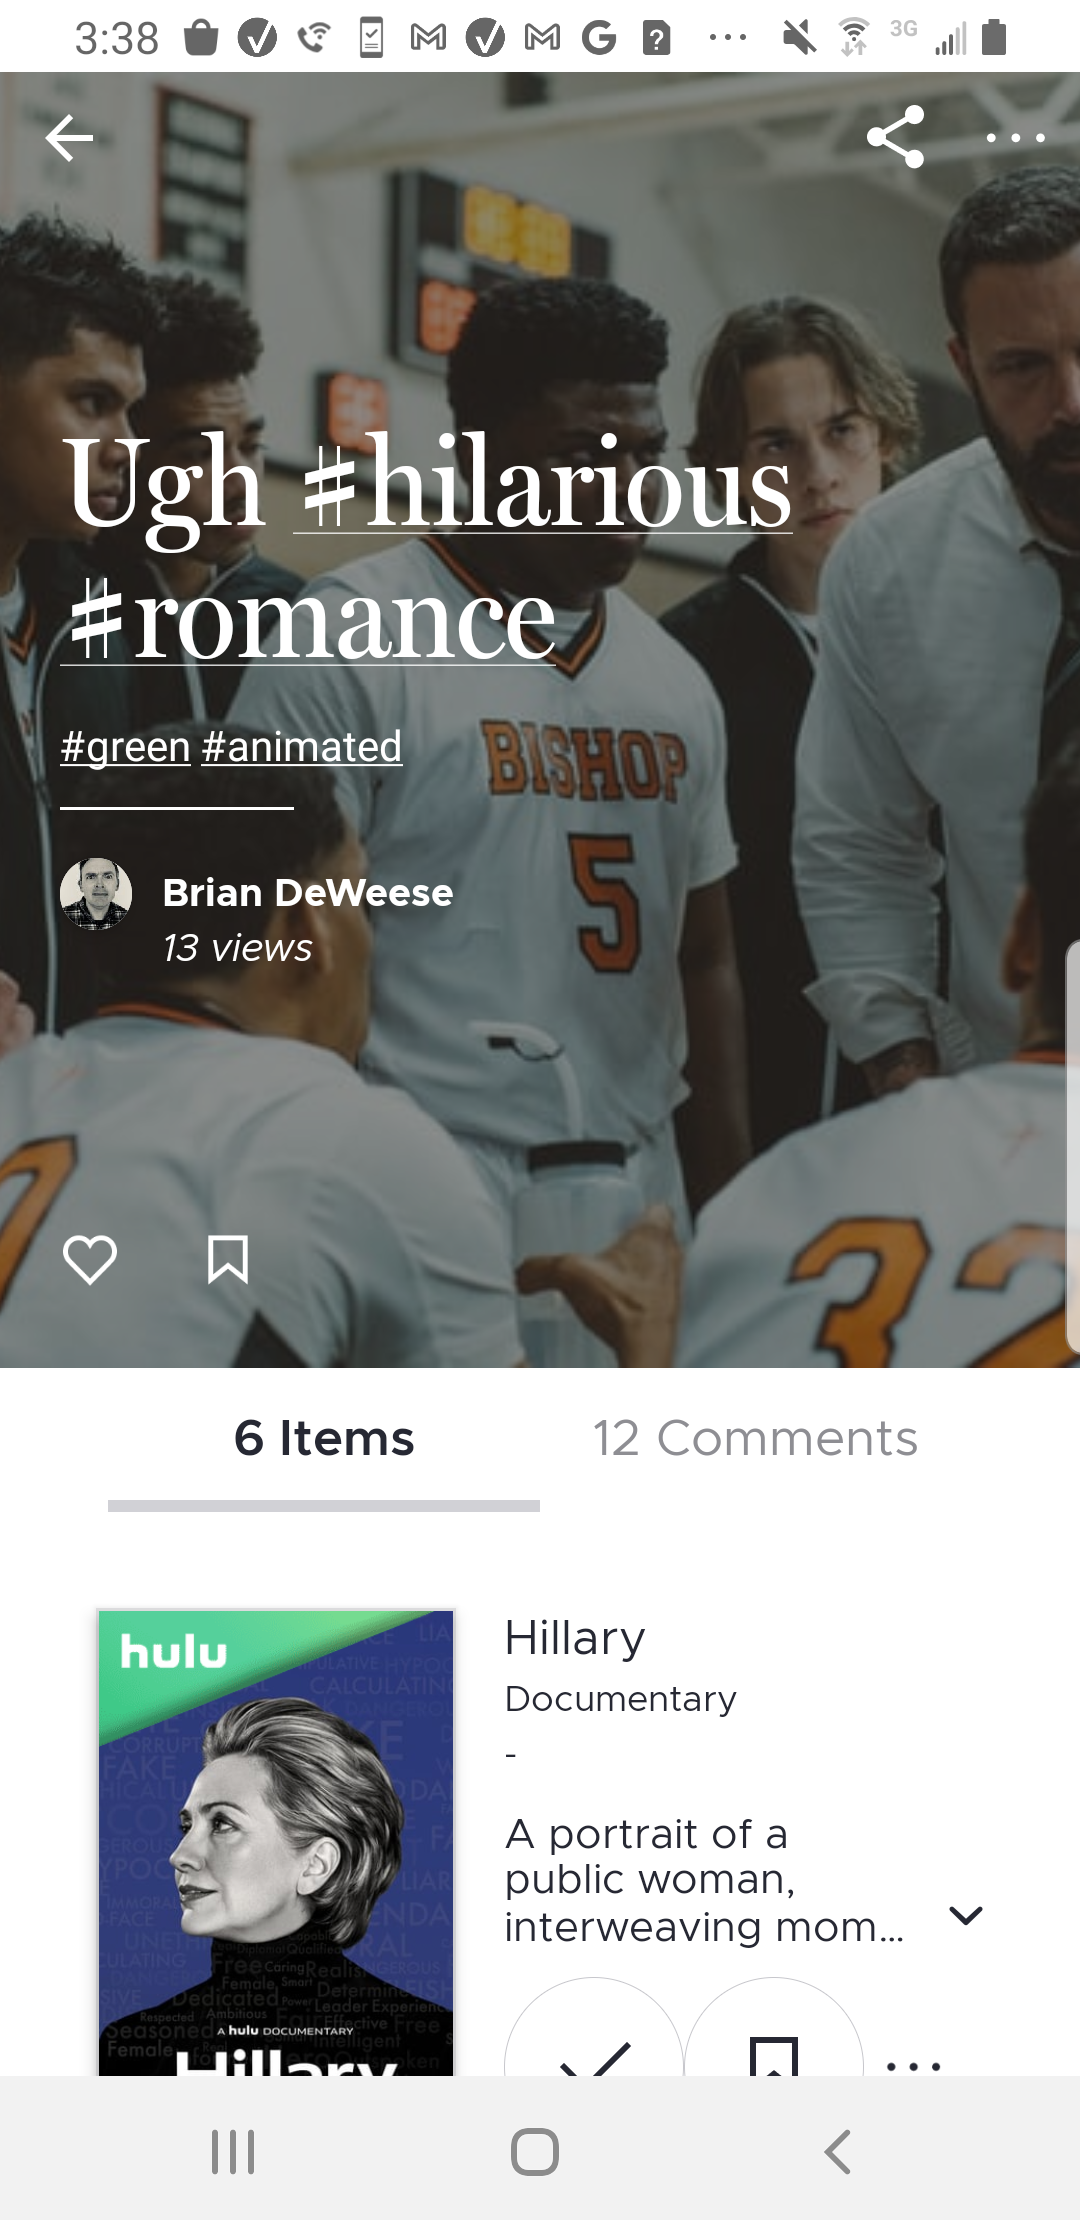 3:38
3G
Ugh #hilarious
#romance
#green #animated
BISHOP
5
32
Brian DeWeese
13 views
6 Items
12 Comments
hulu
A hulu DOCUMENTARY
Hillary
Hillary
Documentary
-
A portrait of a
public woman,
interweaving mom...